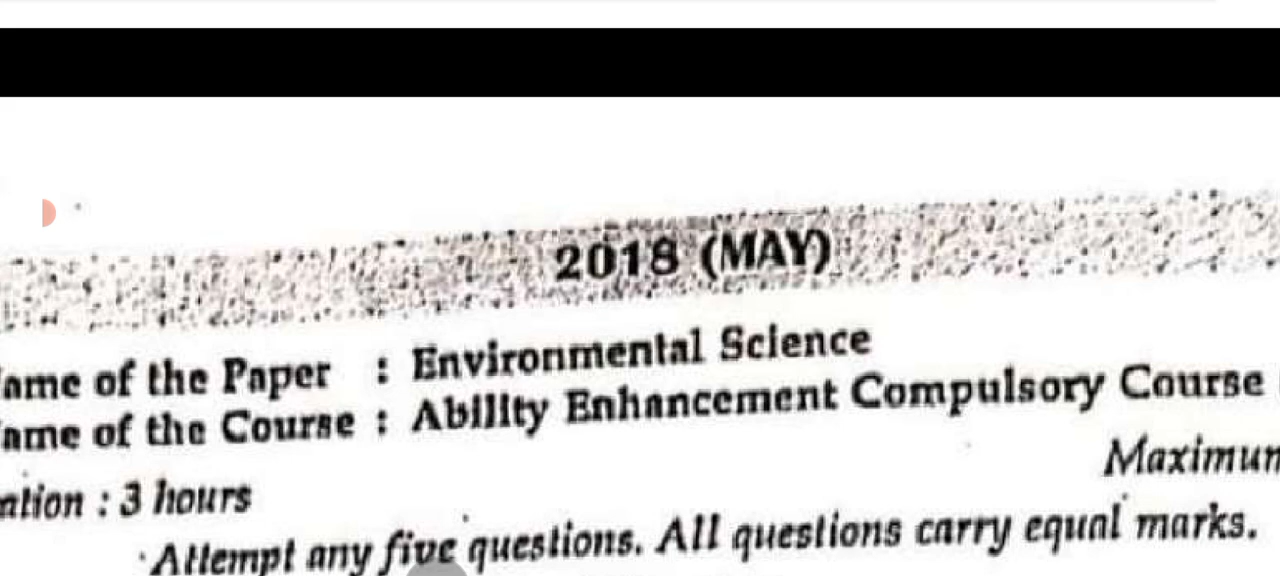 2018 (MAY)
ame of the Paper : Environmental Science
ame of the Course : Ability Enhancement Compulsory Course
ation : 3 hours
Maximum
Attempt any five questions. All questions carry equal marks.